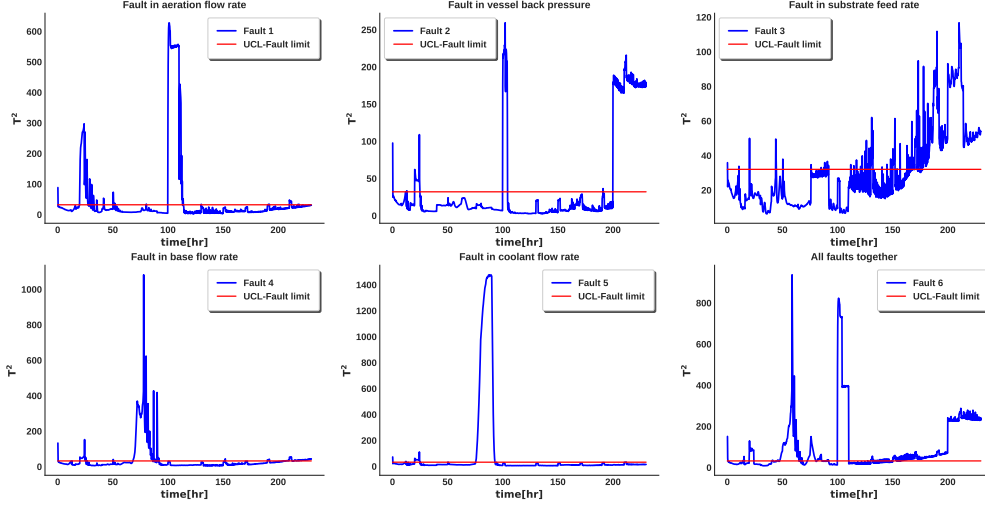 Fault in aeration flow rate
Fault 1
UCL-Fault limit
600
500
400
300
200
100
0
T²
0 50 100 150 200
time[hr]
Fault in vessel back pressure
Fault 2
UCL-Fault limit
250
200
150
100
50
0
T²
0 50 100 150 200
time[hr]
Fault in substrate feed rate
Fault 3
UCL-Fault limit
120
100
80
60
40
20
T²
0 50 100 150 200
time[hr]
Fault in base flow rate
Fault 4
UCL-Fault limit
1000
800
600
400
200
0
T²
0 50 100 150 200
time[hr]
Fault in coolant flow rate
Fault 5
UCL-Fault limit
1400
1200
1000
800
600
400
200
0
T²
0 50 100 150 200
time[hr]
All faults together
Fault 6
UCL-Fault limit
800
600
400
200
0
T²
0 50 100 150 200
time[hr]